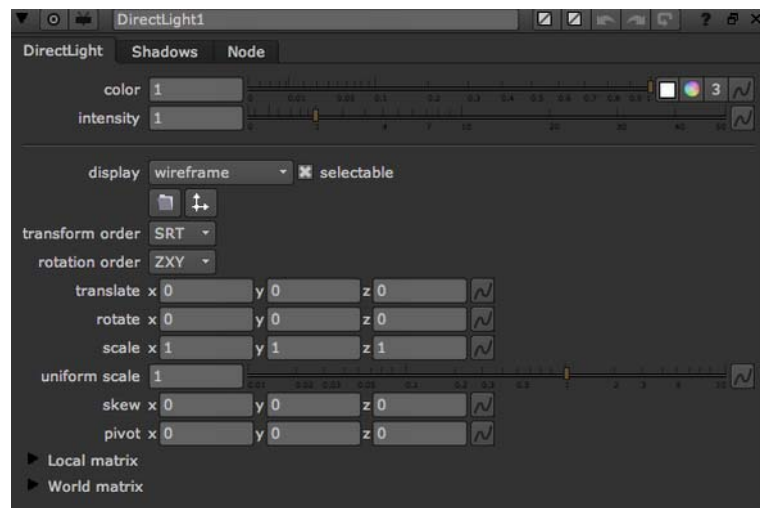 DirectLight1 ?
DirectLight Shadows Node
color 1 3
intensity 1
display wireframe selectable
transform order SRT
rotation order ZXY
translate x 0 y 0 z 0
rotate x 0 y 0 z 0
scale x 1 y 1 z 1
uniform scale 1
skew x 0 y 0 z 0
pivot x 0 y 0 z 0
Local matrix
World matrix